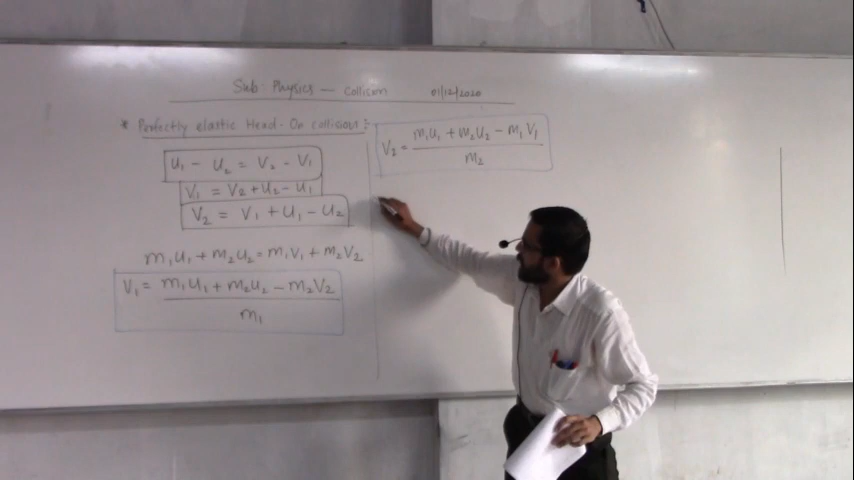 Sub: Physics — Collision 01/12/2020
* Perfectly elastic Head-On collision :-
U₁ - U₂ = V₂ - V₁
V₁ = V₂ + U₂ - U₁
V₂ = V₁ + U₁ - U₂
m₁U₁ + m₂U₂ = m₁V₁ + m₂V₂
V₁ = m₁U₁ + m₂U₂ - m₂V₂ / m₁
V₂ = m₁U₁ + m₂U₂ - m₁V₁ / m₂